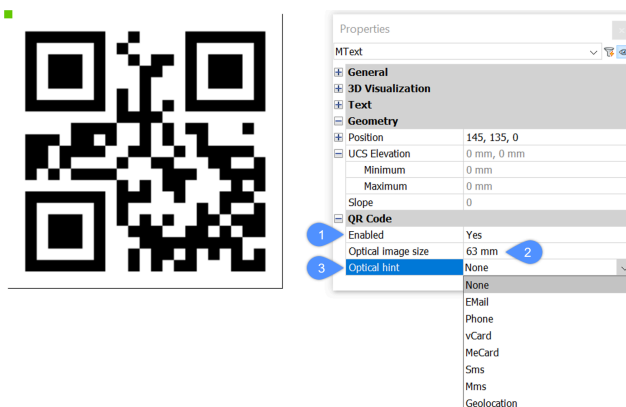 Properties
MText
General
3D Visualization
Text
Geometry
Position 145, 135, 0
UCS Elevation 0 mm, 0 mm
Minimum 0 mm
Maximum 0 mm
Slope 0
QR Code
1 Enabled Yes
Optical image size 63 mm 2
3 Optical hint None
None
EMail
Phone
vCard
MeCard
Sms
Mms
Geolocation